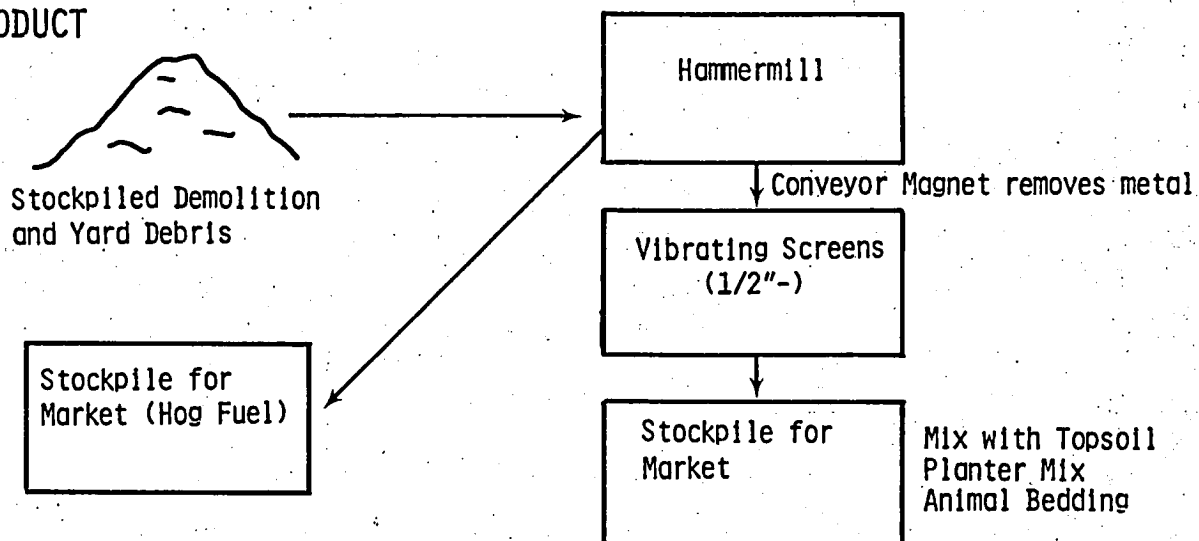 ODUCT
Hammermill
Stockpiled Demolition
and Yard Debris
Conveyor Magnet removes metal
Vibrating Screens
(1/2"-)
Stockpile for
Market (Hog Fuel)
Stockpile for
Market
Mix with Topsoil
Planter Mix
Animal Bedding